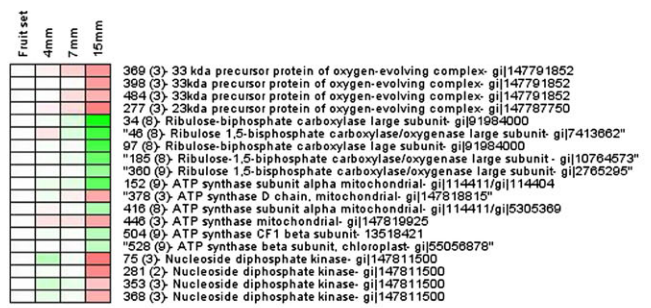 Fruit set
4mm
7mm
15mm
369 (3)- 33 kda precursor protein of oxygen-evolving complex- gi|147791852
398 (3)- 33kda precursor protein of oxygen-evolving complex- gi|147791852
484 (3)- 33kda precursor protein of oxygen-evolving complex- gi|147791852
277 (3)- 23kda precursor protein of oxygen-evolving complex- gi|147787750
34 (8)- Ribulose-biphosphate carboxylase large subunit- gi|91984000
"46 (8)- Ribulose 1,5-bisphosphate carboxylase/oxygenase large subunit- gi|7413662"
97 (8)- Ribulose-biphosphate carboxylase lage subunit- gi|91984000
"185 (8)- Ribulose-1,5-biphosphate carboxylase/oxygenase large subunit - gi|10764573"
"360 (9)- Ribulose 1,5-bisphosphate carboxylase/oxygenase large subunit- gi|2765295"
152 (9)- ATP synthase subunit alpha mitochondrial- gi|114411/gi|114404
"378 (3)- ATP synthase D chain, mitochondrial- gi|147818815"
416 (8)- ATP synthase subunit alpha mitochondrial- gi|114411/gi|5305369
446 (3)- ATP synthase mitochondrial- gi|147819925
504 (9)- ATP synthase CF1 beta subunit- 13518421
"528 (9)- ATP synthase beta subunit, chloroplast- gi|55056878"
75 (3)- Nucleoside diphosphate kinase- gi|147811500
281 (2)- Nucleoside diphosphate kinase- gi|147811500
353 (3)- Nucleoside diphosphate kinase- gi|147811500
368 (3)- Nucleoside diphosphate kinase- gi|147811500